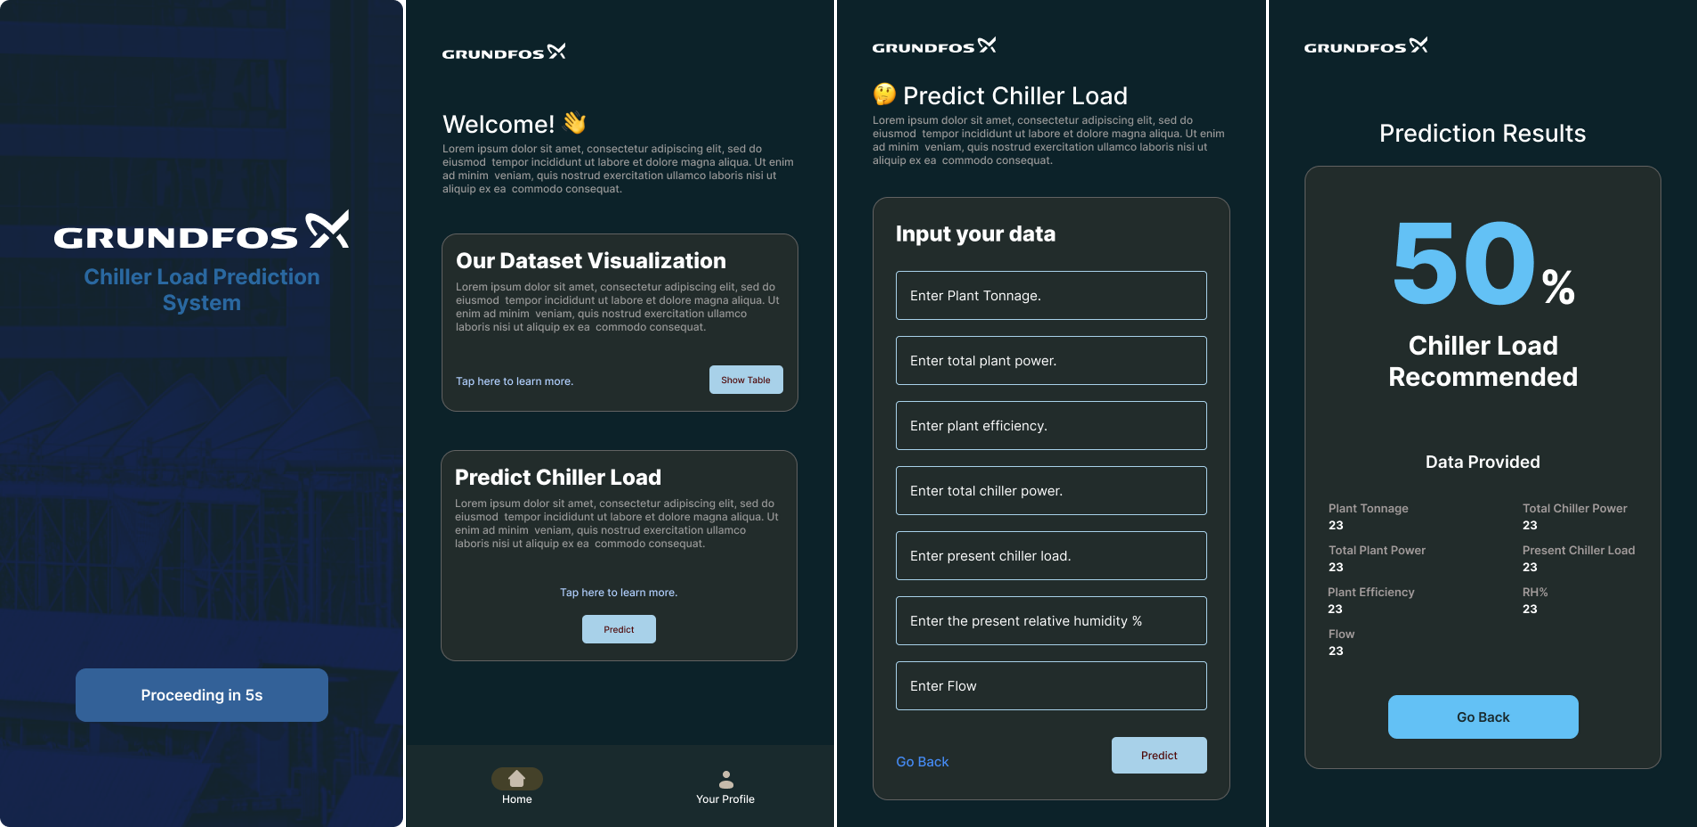 GRUNDFOS
Chiller Load Prediction
System
Proceeding in 5s
GRUNDFOS
Welcome! 👋
Lorem ipsum dolor sit amet, consectetur adipiscing elit, sed do
eiusmod tempor incididunt ut labore et dolore magna aliqua. Ut enim
ad minim veniam, quis nostrud exercitation ullamco laboris nisi ut
aliquip ex ea commodo consequat.
Our Dataset Visualization
Lorem ipsum dolor sit amet, consectetur adipiscing elit, sed do
eiusmod tempor incididunt ut labore et dolore magna aliqua. Ut
enim ad minim veniam, quis nostrud exercitation ullamco
laboris nisi ut aliquip ex ea commodo consequat.
Tap here to learn more.
Show Table
Predict Chiller Load
Lorem ipsum dolor sit amet, consectetur adipiscing elit, sed do
eiusmod tempor incididunt ut labore et dolore magna aliqua. Ut
enim ad minim veniam, quis nostrud exercitation ullamco
laboris nisi ut aliquip ex ea commodo consequat.
Tap here to learn more.
Predict
Home
Your Profile
GRUNDFOS
🤔 Predict Chiller Load
Lorem ipsum dolor sit amet, consectetur adipiscing elit, sed do
eiusmod tempor incididunt ut labore et dolore magna aliqua. Ut enim
ad minim veniam, quis nostrud exercitation ullamco laboris nisi ut
aliquip ex ea commodo consequat.
Input your data
Enter Plant Tonnage.
Enter total plant power.
Enter plant efficiency.
Enter total chiller power.
Enter present chiller load.
Enter the present relative humidity %
Enter Flow
Go Back
Predict
GRUNDFOS
Prediction Results
50%
Chiller Load
Recommended
Data Provided
Plant Tonnage
23
Total Chiller Power
23
Total Plant Power
23
Present Chiller Load
23
Plant Efficiency
23
RH%
23
Flow
23
Go Back